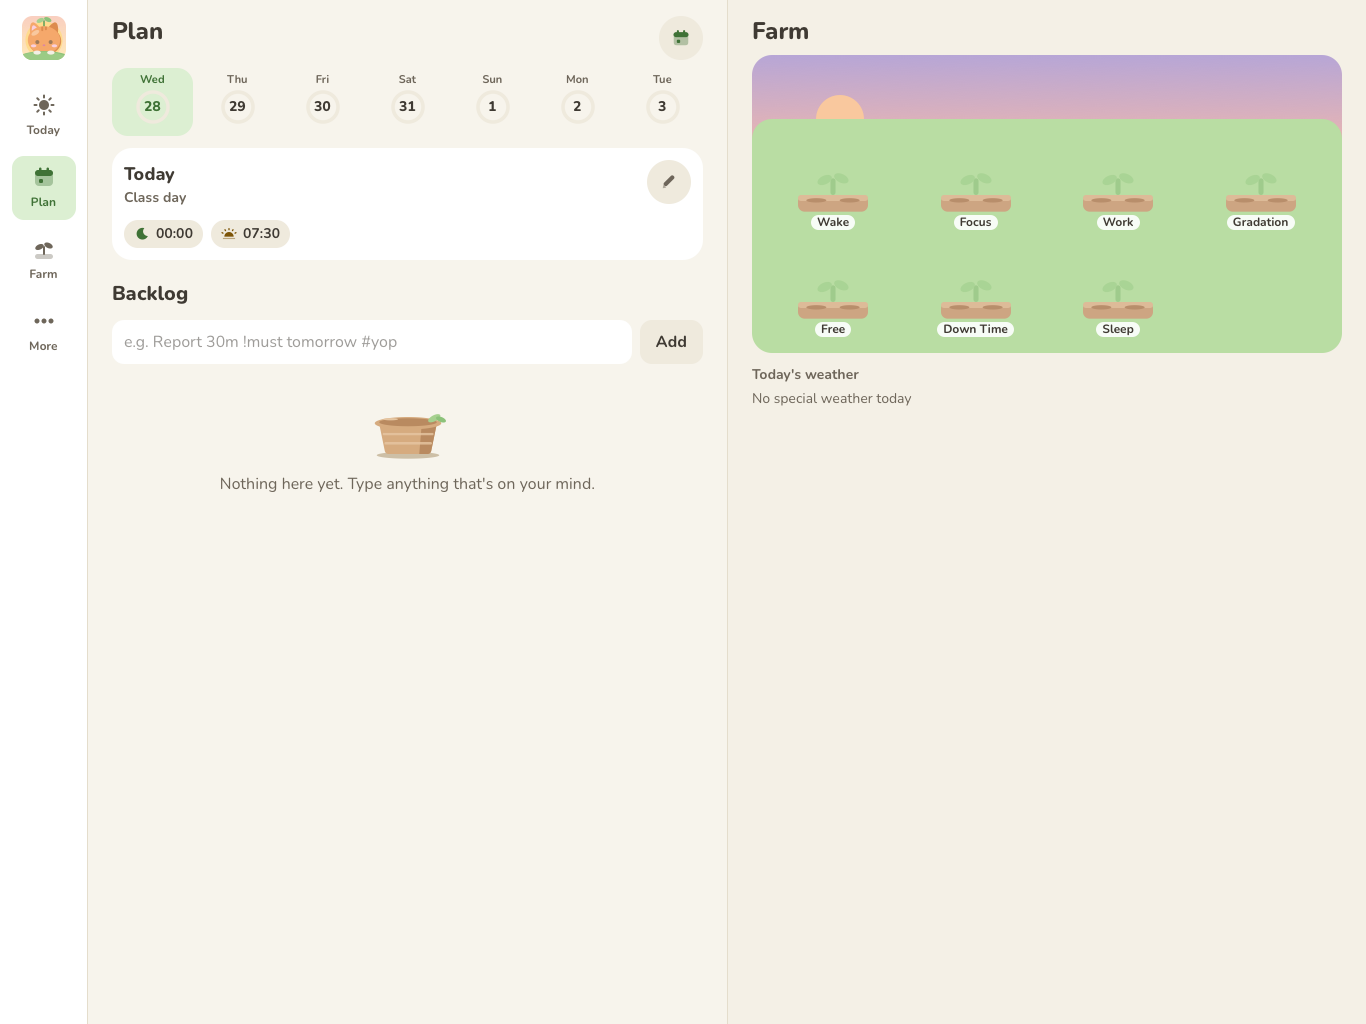 Today
Plan
Farm
More
Plan
Wed Thu Fri Sat Sun Mon Tue
28 29 30 31 1 2 3
Today
Class day
00:00 07:30
Backlog
e.g. Report 30m !must tomorrow #yop
Add
Nothing here yet. Type anything that's on your mind.
Farm
Wake Focus Work Gradation
Free Down Time Sleep
Today's weather
No special weather today